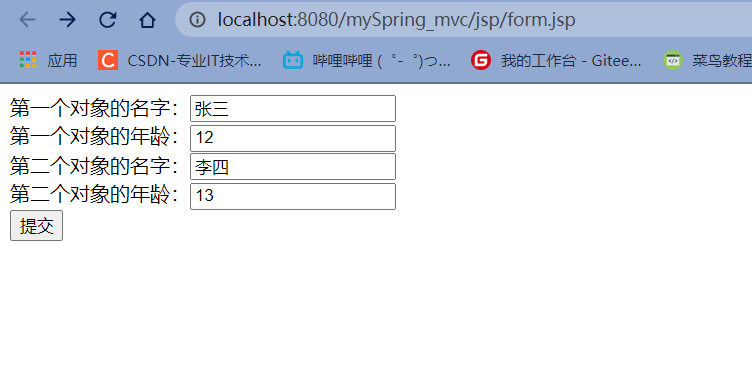 localhost:8080/mySpring_mvc/jsp/form.jsp
应用 CSDN-专业IT技术... 哔哩哔哩 ( ゜- ゜)つ... 我的工作台 - Gitee... 菜鸟教程
第一个对象的名字：张三
第一个对象的年龄：12
第二个对象的名字：李四
第二个对象的年龄：13
提交